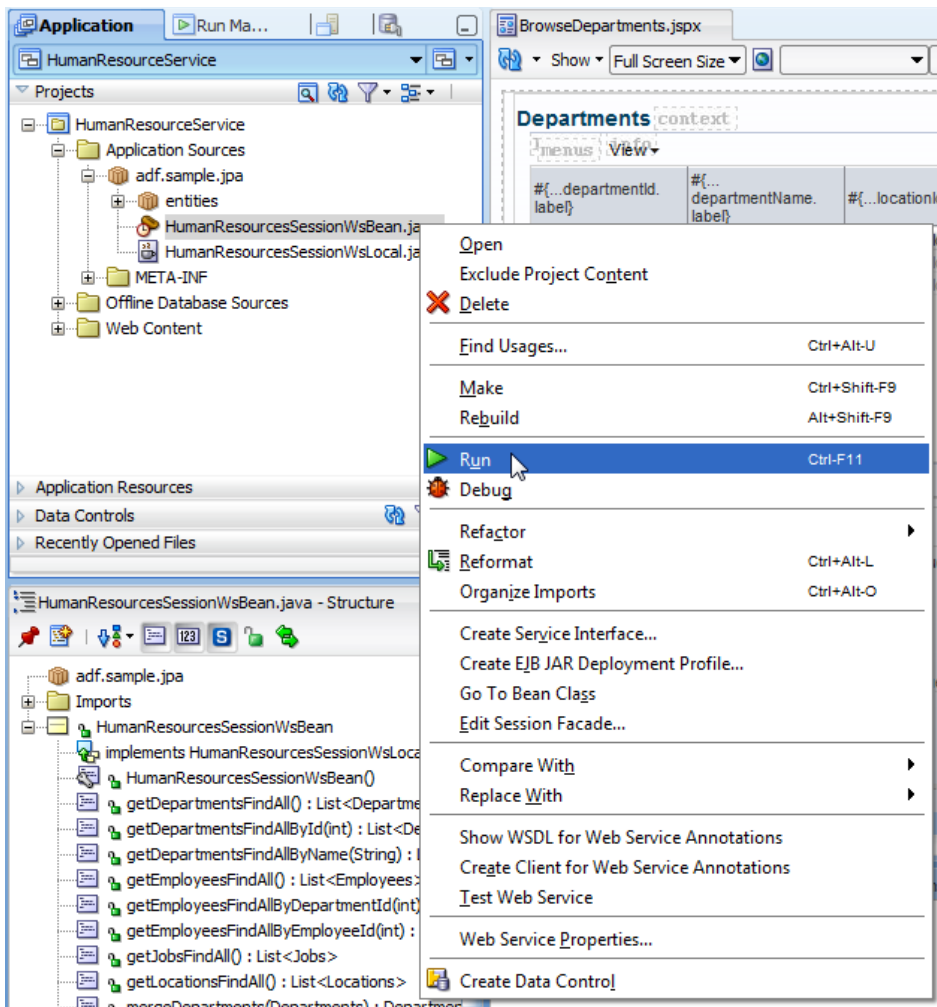 Application
Run Ma...
HumanResourceService
Projects
HumanResourceService
Application Sources
adf.sample.jpa
entities
HumanResourcesSessionWsBean.ja
HumanResourcesSessionWsLocal.ja
META-INF
Offline Database Sources
Web Content
Application Resources
Data Controls
Recently Opened Files
BrowseDepartments.jspx
Show
Full Screen Size
Departments context
menus info View
#{...departmentId.
label}
#{...
departmentName.
label}
#{...locationI
Open
Exclude Project Content
Delete
Find Usages... Ctrl+Alt-U
Make Ctrl+Shift-F9
Rebuild Alt+Shift-F9
Run Ctrl-F11
Debug
Refactor
Reformat Ctrl+Alt-L
Organize Imports Ctrl+Alt-O
Create Service Interface...
Create EJB JAR Deployment Profile...
Go To Bean Class
Edit Session Facade...
Compare With
Replace With
Show WSDL for Web Service Annotations
Create Client for Web Service Annotations
Test Web Service
Web Service Properties...
Create Data Control
HumanResourcesSessionWsBean.java - Structure
123
S
adf.sample.jpa
Imports
HumanResourcesSessionWsBean
implements HumanResourcesSessionWsLoca
HumanResourcesSessionWsBean()
getDepartmentsFindAll() : List<Departme
getDepartmentsFindAllById(int) : List<De
getDepartmentsFindAllByName(String) :
getEmployeesFindAll() : List<Employees>
getEmployeesFindAllByDepartmentId(int)
getEmployeesFindAllByEmployeeId(int) :
getJobsFindAll() : List<Jobs>
getLocationsFindAll() : List<Locations>
mergeDepartments(Departments) : Departmen